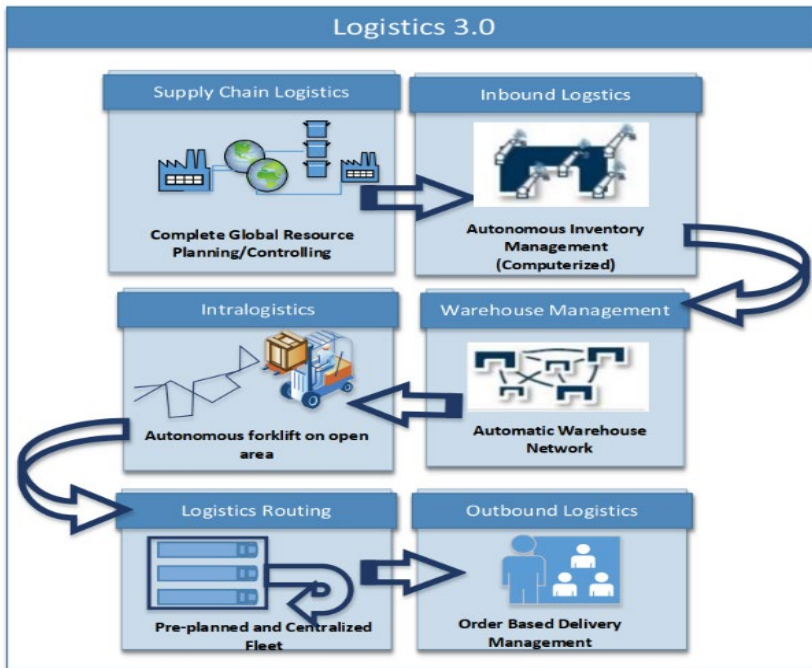 Logistics 3.0
Supply Chain Logistics
Complete Global Resource
Planning/Controlling
Inbound Logstics
Autonomous Inventory
Management
(Computerized)
Warehouse Management
Automatic Warehouse
Network
Intralogistics
Autonomous forklift on open
area
Logistics Routing
Pre-planned and Centralized
Fleet
Outbound Logistics
Order Based Delivery
Management